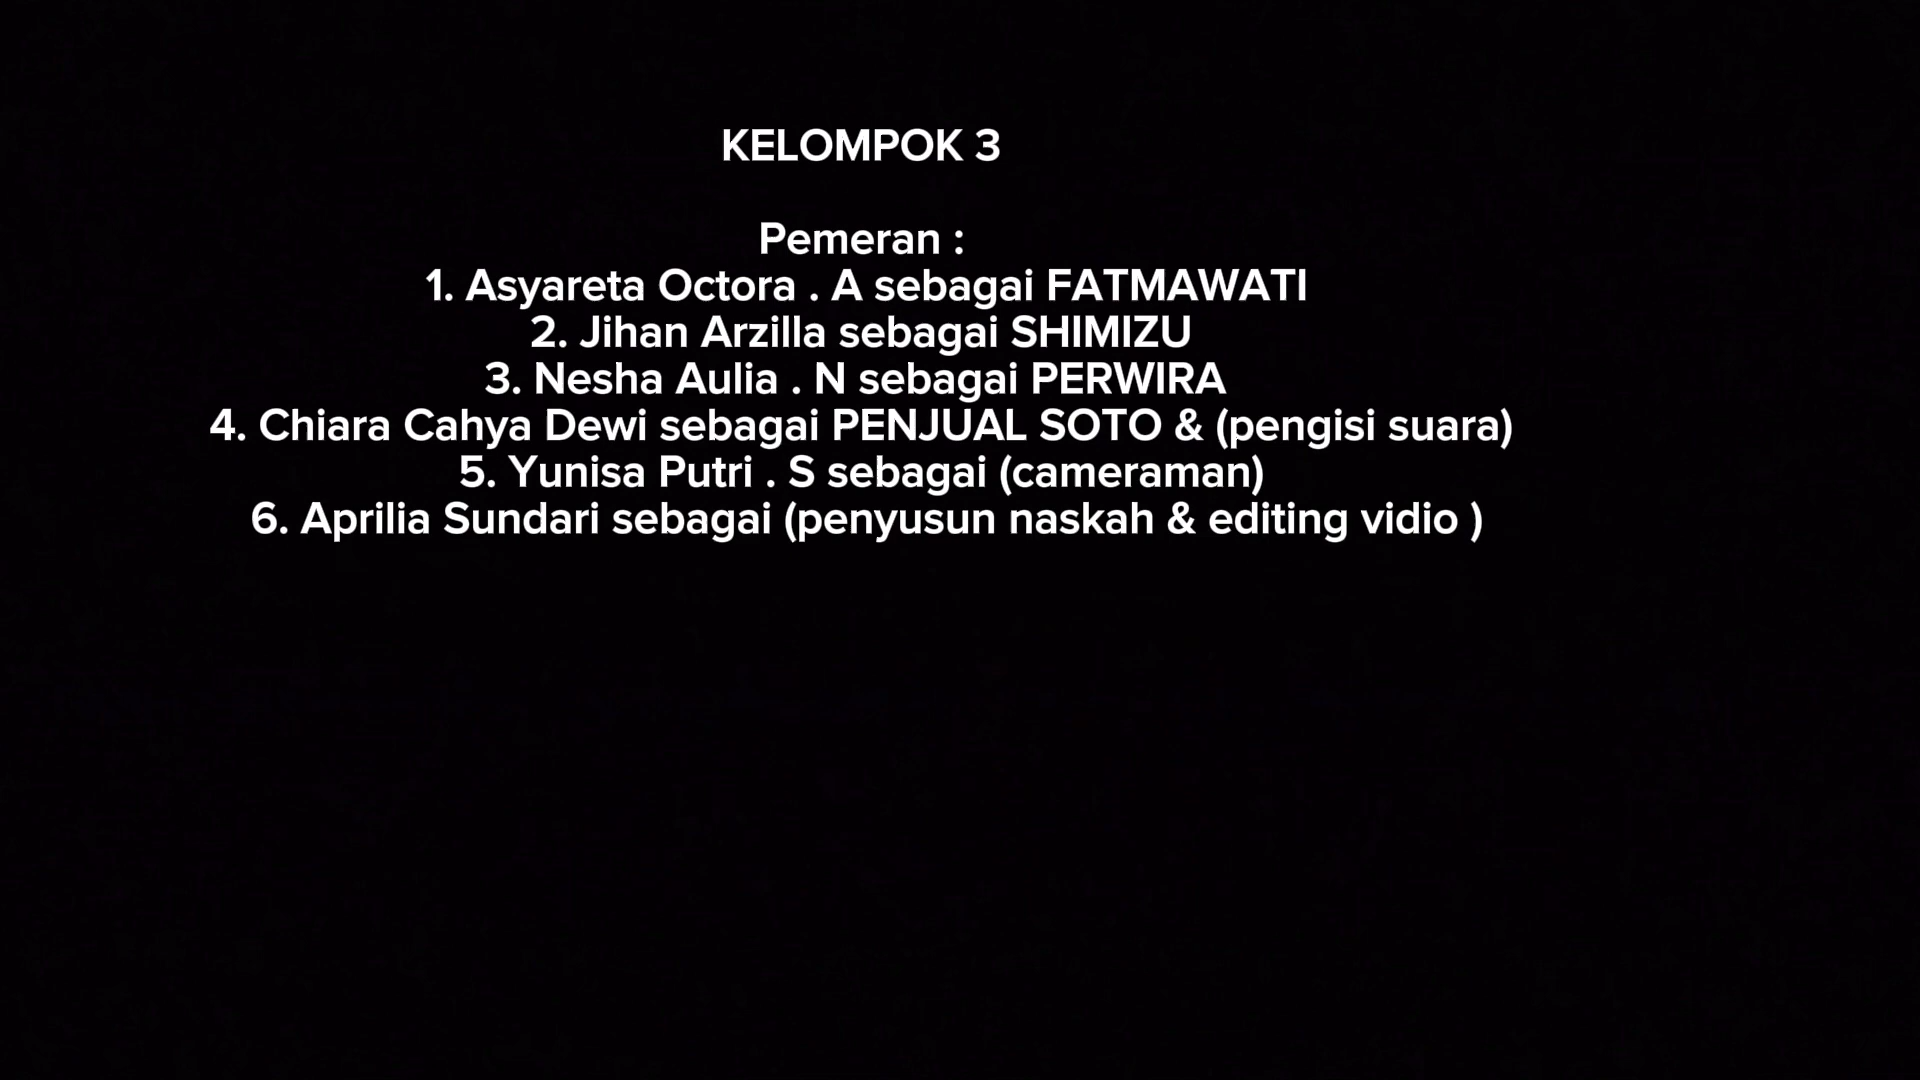 KELOMPOK 3
Pemeran :
1. Asyareta Octora . A sebagai FATMAWATI
2. Jihan Arzilla sebagai SHIMIZU
3. Nesha Aulia . N sebagai PERWIRA
4. Chiara Cahya Dewi sebagai PENJUAL SOTO & (pengisi suara)
5. Yunisa Putri . S sebagai (cameraman)
6. Aprilia Sundari sebagai (penyusun naskah & editing vidio )